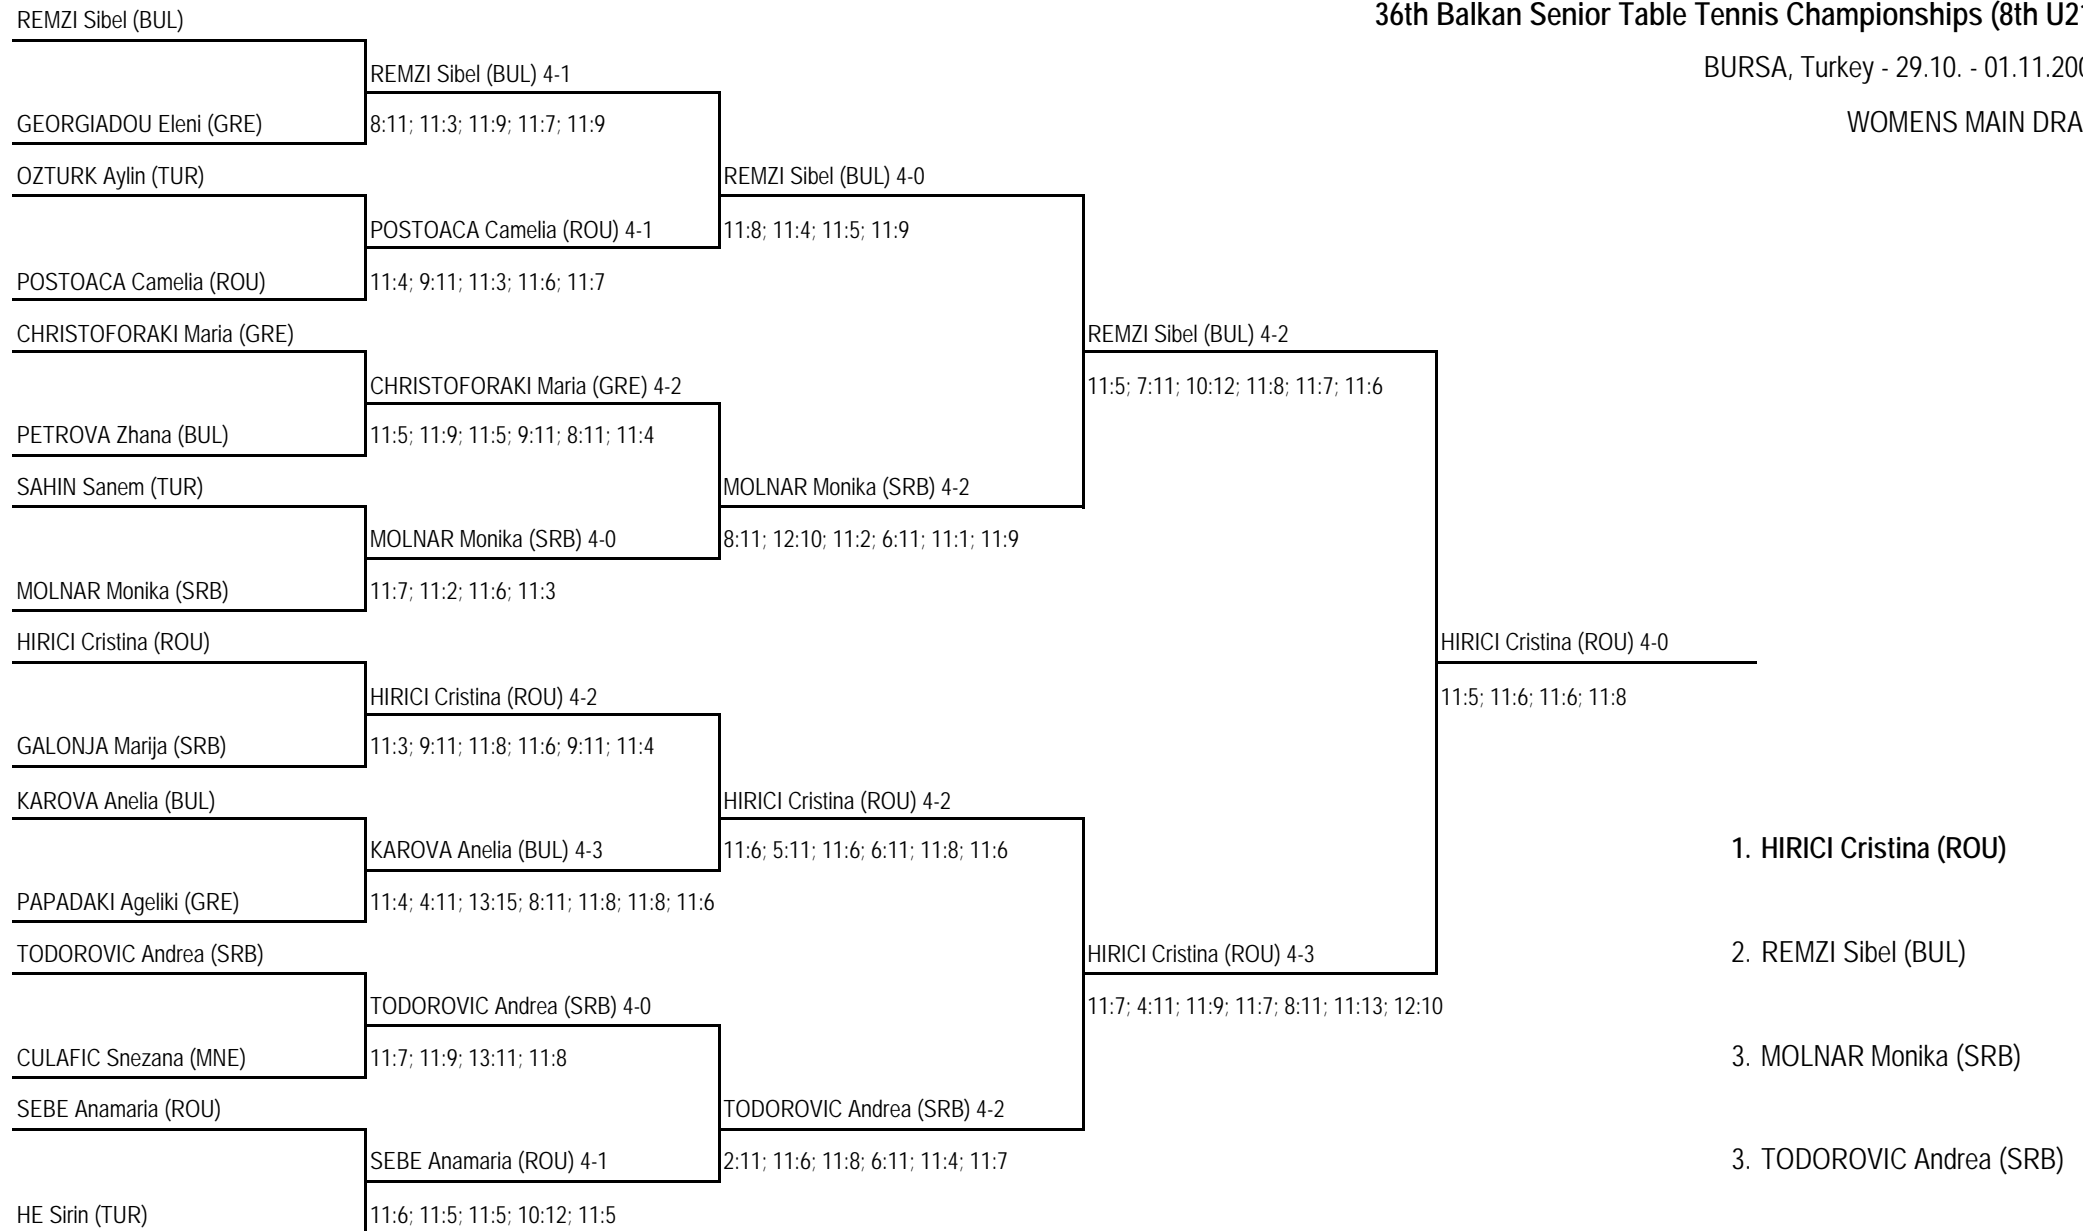 REMZI Sibel (BUL)
36th Balkan Senior Table Tennis Championships (8th U21
BURSA, Turkey - 29.10. - 01.11.200
WOMENS MAIN DRA
REMZI Sibel (BUL) 4-1
GEORGIADOU Eleni (GRE)
8:11; 11:3; 11:9; 11:7; 11:9
OZTURK Aylin (TUR)
REMZI Sibel (BUL) 4-0
POSTOACA Camelia (ROU) 4-1
11:8; 11:4; 11:5; 11:9
POSTOACA Camelia (ROU)
11:4; 9:11; 11:3; 11:6; 11:7
CHRISTOFORAKI Maria (GRE)
REMZI Sibel (BUL) 4-2
CHRISTOFORAKI Maria (GRE) 4-2
11:5; 7:11; 10:12; 11:8; 11:7; 11:6
PETROVA Zhana (BUL)
11:5; 11:9; 11:5; 9:11; 8:11; 11:4
SAHIN Sanem (TUR)
MOLNAR Monika (SRB) 4-2
MOLNAR Monika (SRB) 4-0
8:11; 12:10; 11:2; 6:11; 11:1; 11:9
MOLNAR Monika (SRB)
11:7; 11:2; 11:6; 11:3
HIRICI Cristina (ROU)
HIRICI Cristina (ROU) 4-0
HIRICI Cristina (ROU) 4-2
11:5; 11:6; 11:6; 11:8
GALONJA Marija (SRB)
11:3; 9:11; 11:8; 11:6; 9:11; 11:4
KAROVA Anelia (BUL)
HIRICI Cristina (ROU) 4-2
KAROVA Anelia (BUL) 4-3
11:6; 5:11; 11:6; 6:11; 11:8; 11:6
1. HIRICI Cristina (ROU)
PAPADAKI Ageliki (GRE)
11:4; 4:11; 13:15; 8:11; 11:8; 11:8; 11:6
TODOROVIC Andrea (SRB)
HIRICI Cristina (ROU) 4-3
2. REMZI Sibel (BUL)
TODOROVIC Andrea (SRB) 4-0
11:7; 4:11; 11:9; 11:7; 8:11; 11:13; 12:10
CULAFIC Snezana (MNE)
11:7; 11:9; 13:11; 11:8
3. MOLNAR Monika (SRB)
SEBE Anamaria (ROU)
TODOROVIC Andrea (SRB) 4-2
SEBE Anamaria (ROU) 4-1
2:11; 11:6; 11:8; 6:11; 11:4; 11:7
3. TODOROVIC Andrea (SRB)
HE Sirin (TUR)
11:6; 11:5; 11:5; 10:12; 11:5